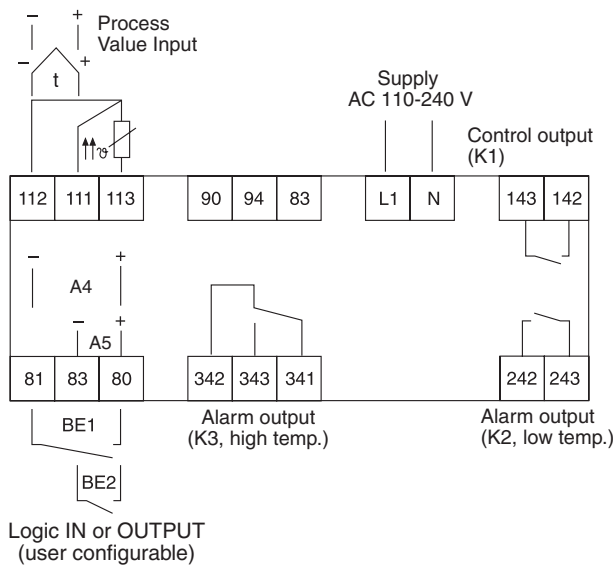 − +
Process
Value Input
− +
t
Supply
AC 110-240 V
Control output
(K1)
ϑ
112 111 113
90 94 83
L1 N
143 142
− +
A4
− +
A5
81 83 80
342 343 341
242 243
BE1
Alarm output
(K3, high temp.)
Alarm output
(K2, low temp.)
BE2
Logic IN or OUTPUT
(user configurable)